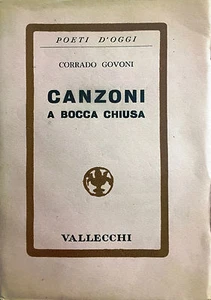 POETI D'OGGI
CORRADO GOVONI
CANZONI
A BOCCA CHIUSA
VALLECCHI